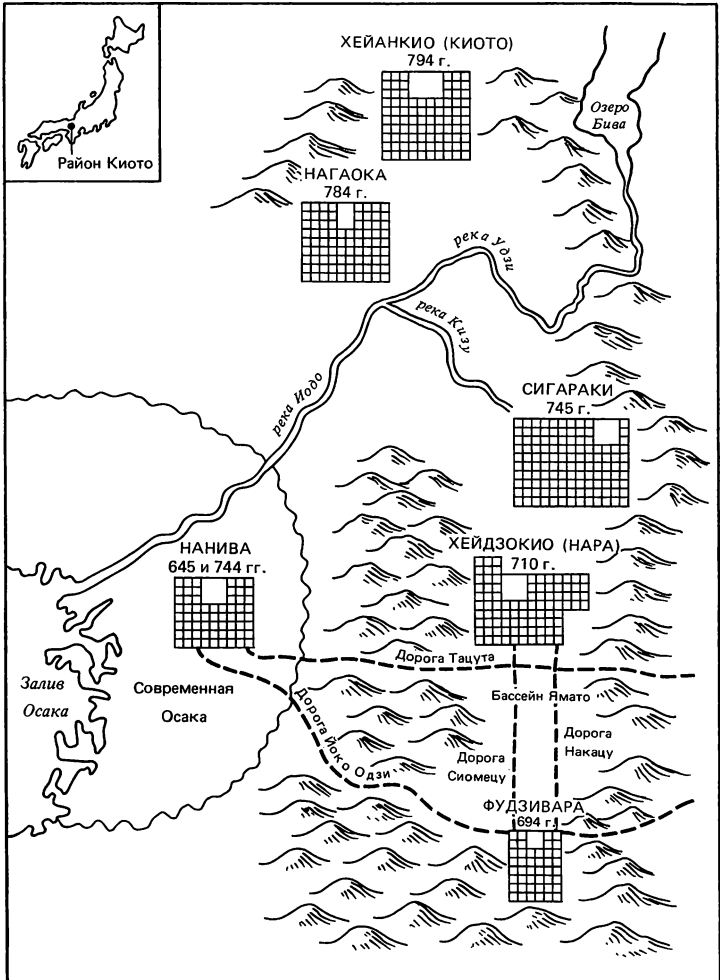 ХЕЙАНКИО (КИОТО)
794 г.
Озеро
Бива
Район Киото
НАГАОКА
784 г.
река Удзи
река Кизу
река Йодо
СИГАРАКИ
745 г.
НАНИВА
645 и 744 гг.
ХЕЙДЗОКИО (НАРА)
710 г.
Дорога Тацута
Залив
Осака
Современная
Осака
Бассейн Ямато
Дорога Йоко Одзи
Дорога
Сиомецу
Дорога
Накацу
ФУДЗИВАРА
694 г.